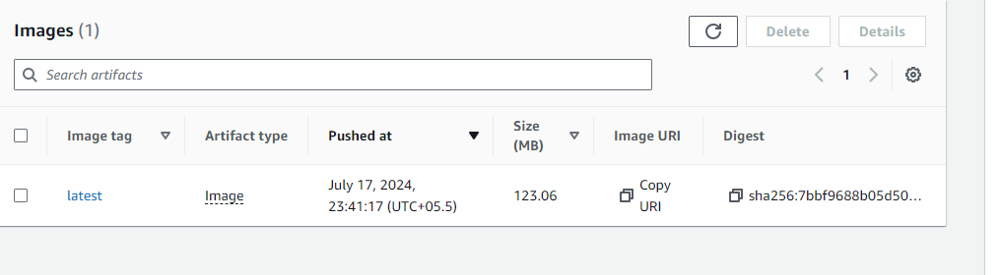 Images (1)
Delete
Details
Search artifacts
1
Image tag
Artifact type
Pushed at
Size
(MB)
Image URI
Digest
latest
Image
July 17, 2024,
23:41:17 (UTC+05.5)
123.06
Copy
URI
sha256:7bbf9688b05d50...